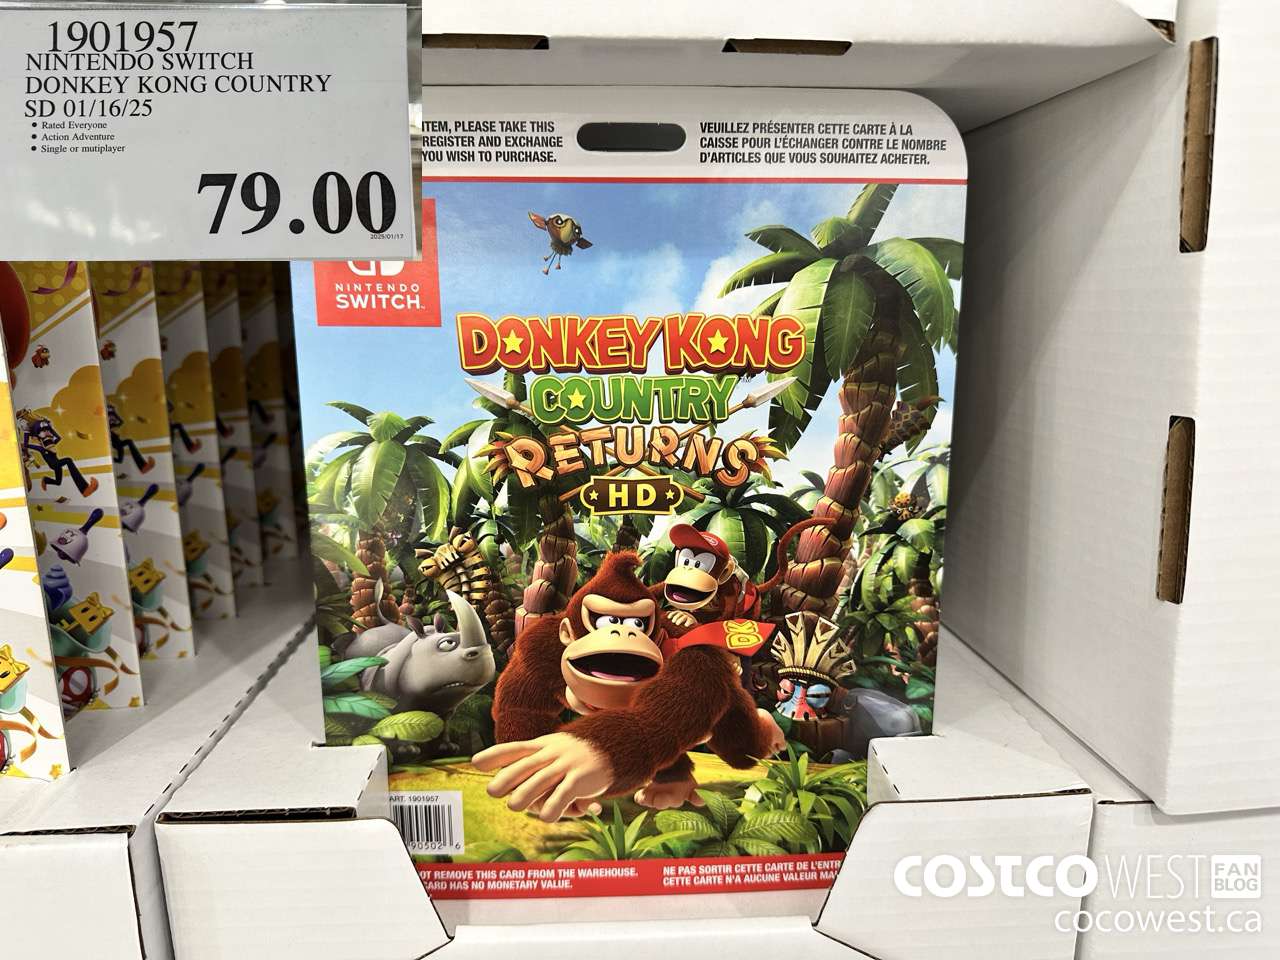 1901957
NINTENDO SWITCH
DONKEY KONG COUNTRY
SD 01/16/25
• Rated Everyone
• Action Adventure
• Single or mutiplayer
79.00
2025/01/17
ITEM, PLEASE TAKE THIS
REGISTER AND EXCHANGE
YOU WISH TO PURCHASE.
VEUILLEZ PRÉSENTER CETTE CARTE À LA
CAISSE POUR L'ÉCHANGER CONTRE LE NOMBRE
D'ARTICLES QUE VOUS SOUHAITEZ ACHETER.
NINTENDO
SWITCH™
DONKEY KONG
COUNTRY
RETURNS
HD
DK
ART. 1901957
90502 6
OT REMOVE THIS CARD FROM THE WAREHOUSE.
CARD HAS NO MONETARY VALUE.
NE PAS SORTIR CETTE CARTE DE L'ENTR
CETTE CARTE N'A AUCUNE VALEUR MA
COSTCO WEST FAN BLOG
cocowest.ca